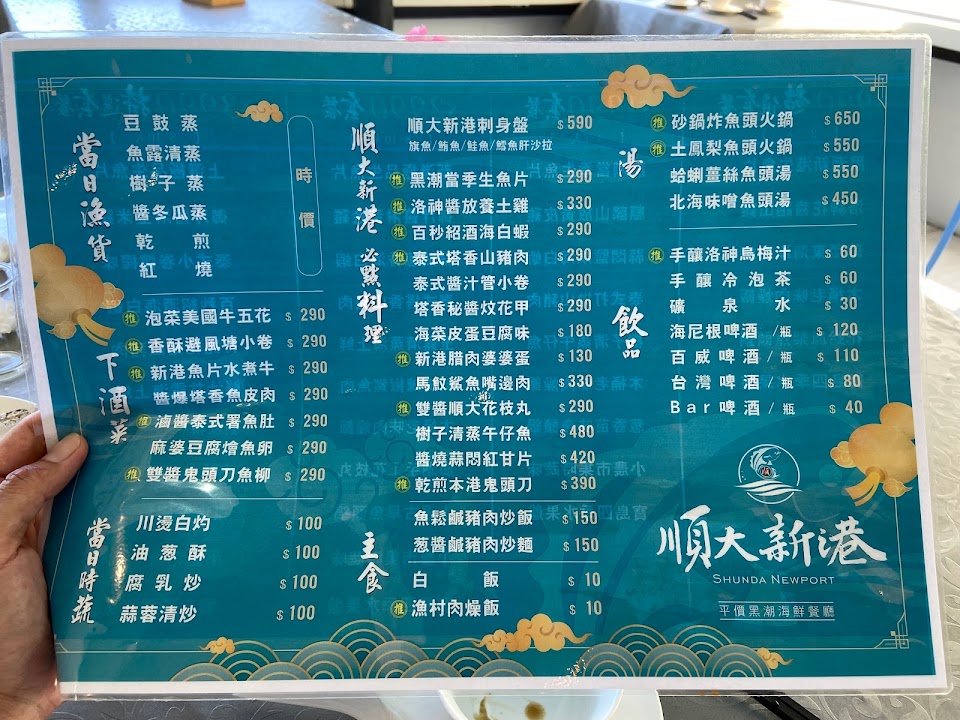 當日漁貨
豆鼓蒸
魚露清蒸
樹子蒸
醬冬瓜蒸
乾煎
紅燒
時價
下酒菜
推 泡菜美國牛五花 $ 290
推 香酥避風塘小卷 $ 290
推 新港魚片水煮牛 $ 290
醬爆塔香魚皮肉 $ 290
推 滷醬泰式署魚肚 $ 290
麻婆豆腐燴魚卵 $ 290
推 雙醬鬼頭刀魚柳 $ 290
當日時蔬
川燙白灼 $ 100
油葱酥 $ 100
腐乳炒 $ 100
蒜蓉清炒 $ 100
順大新港 必點料理
順大新港刺身盤 $ 590
旗魚/鮪魚/鮭魚/鱈魚肝沙拉
推 黑潮當季生魚片 $ 290
推 洛神醬放養土雞 $ 330
推 百秒紹酒海白蝦 $ 290
推 泰式塔香山豬肉 $ 290
泰式醬汁管小卷 $ 290
塔香秘醬炆花甲 $ 290
海菜皮蛋豆腐味 $ 180
推 新港腊肉婆婆蛋 $ 130
馬鮫鯊魚嘴邊肉 $ 330
推 雙醬順大花枝丸 $ 290
樹子清蒸午仔魚 $ 480
醬燒蒜悶紅甘片 $ 420
推 乾煎本港鬼頭刀 $ 390
主食
魚鬆鹹豬肉炒飯 $ 150
葱醬鹹豬肉炒麵 $ 150
白飯 $ 10
推 漁村肉燥飯 $ 10
湯
推 砂鍋炸魚頭火鍋 $ 650
推 土鳳梨魚頭火鍋 $ 550
蛤蜊薑絲魚頭湯 $ 550
北海味噌魚頭湯 $ 450
飲品
推 手釀洛神烏梅汁 $ 60
手釀冷泡茶 $ 60
礦泉水 $ 30
海尼根啤酒/瓶 $ 120
百威啤酒/瓶 $ 110
台灣啤酒/瓶 $ 80
Bar啤酒/瓶 $ 40
順大新港
SHUNDA NEWPORT
平價黑潮海鮮餐廳